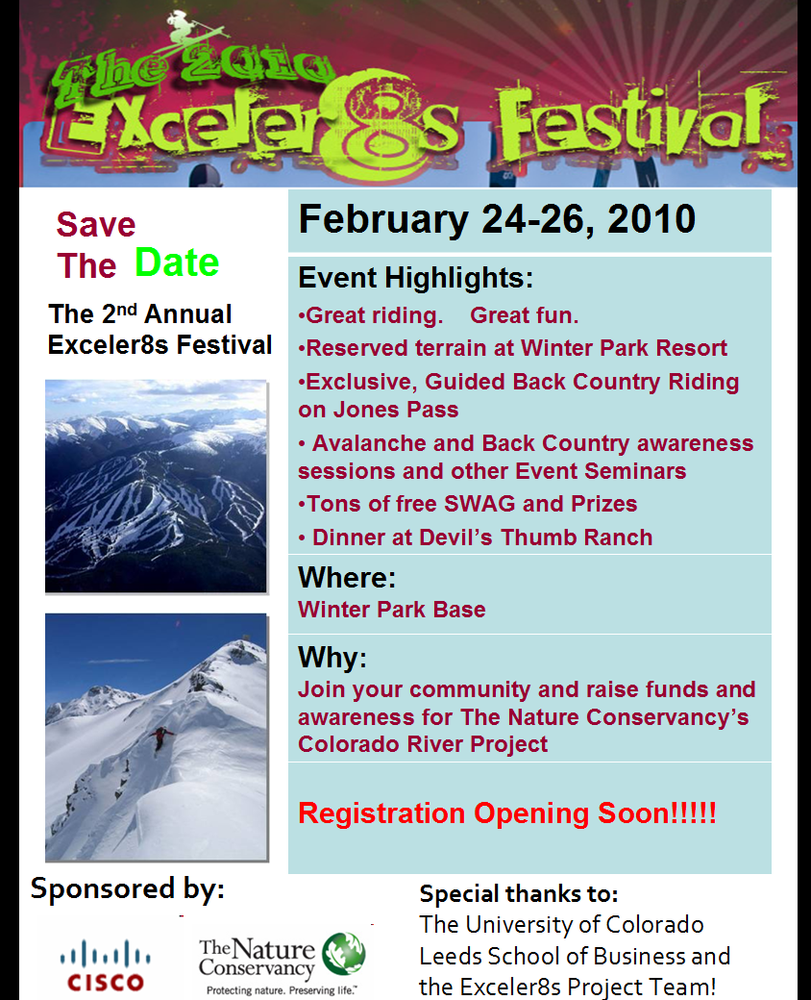 The 2010
Exceler8s Festival
Save
The Date
The 2nd Annual
Exceler8s Festival
February 24-26, 2010
Event Highlights:
•Great riding. Great fun.
•Reserved terrain at Winter Park Resort
•Exclusive, Guided Back Country Riding
on Jones Pass
• Avalanche and Back Country awareness
sessions and other Event Seminars
•Tons of free SWAG and Prizes
• Dinner at Devil's Thumb Ranch
Where:
Winter Park Base
Why:
Join your community and raise funds and
awareness for The Nature Conservancy's
Colorado River Project
Registration Opening Soon!!!!!
Sponsored by:
CISCO
The Nature
Conservancy
Protecting nature. Preserving life.™
Special thanks to:
The University of Colorado
Leeds School of Business and
the Exceler8s Project Team!